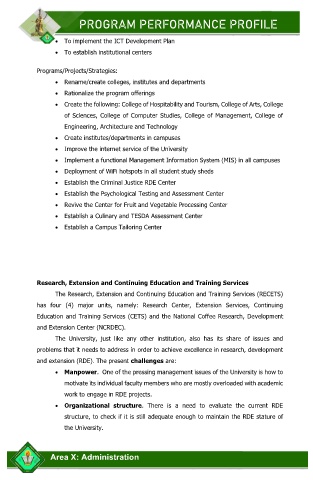 PROGRAM PERFORMANCE PROFILE
• To implement the ICT Development Plan
• To establish institutional centers
Programs/Projects/Strategies:
• Rename/create colleges, institutes and departments
• Rationalize the program offerings
• Create the following: College of Hospitability and Tourism, College of Arts, College
of Sciences, College of Computer Studies, College of Management, College of
Engineering, Architecture and Technology
• Create institutes/departments in campuses
• Improve the internet service of the University
• Implement a functional Management Information System (MIS) in all campuses
• Deployment of WiFi hotspots in all student study sheds
• Establish the Criminal Justice RDE Center
• Establish the Psychological Testing and Assessment Center
• Revive the Center for Fruit and Vegetable Processing Center
• Establish a Culinary and TESDA Assessment Center
• Establish a Campus Tailoring Center
Research, Extension and Continuing Education and Training Services
The Research, Extension and Continuing Education and Training Services (RECETS)
has four (4) major units, namely: Research Center, Extension Services, Continuing
Education and Training Services (CETS) and the National Coffee Research, Development
and Extension Center (NCRDEC).
The University, just like any other institution, also has its share of issues and
problems that it needs to address in order to achieve excellence in research, development
and extension (RDE). The present challenges are:
• Manpower. One of the pressing management issues of the University is how to
motivate its individual faculty members who are mostly overloaded with academic
work to engage in RDE projects.
• Organizational structure. There is a need to evaluate the current RDE
structure, to check if it is still adequate enough to maintain the RDE stature of
the University.
Area X: Administration